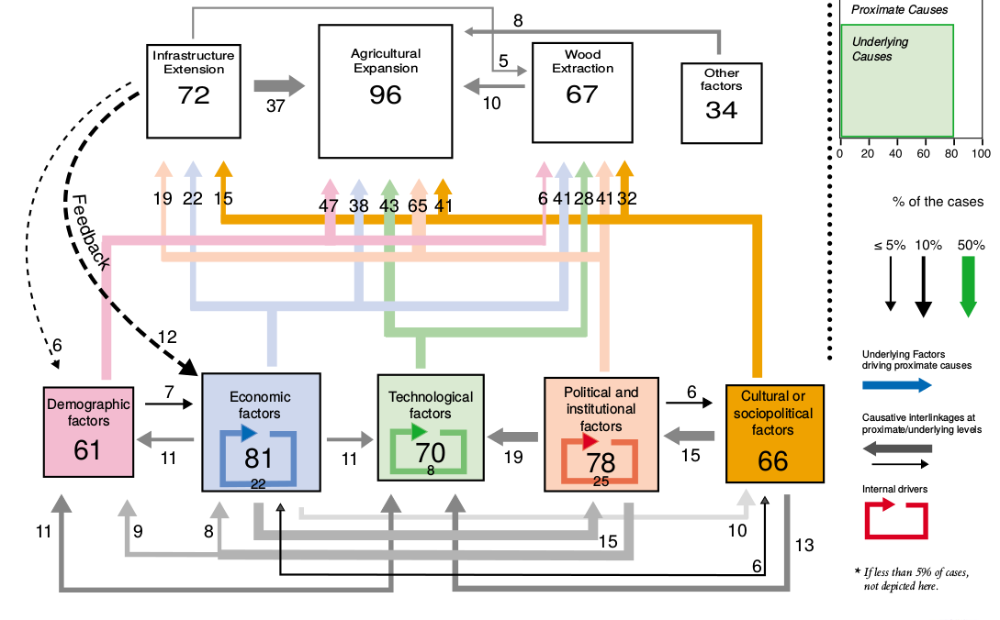 Infrastructure
Extension
72
37
Agricultural
Expansion
96
8
5
10
Wood
Extraction
67
Other
factors
34
Proximate Causes
Underlying
Causes
0 20 40 60 80 100
% of the cases
≤ 5% 10% 50%
19 22 15
47 38 43 65 41
6 41 28 41 32
Feedback
6
12
Demographic
factors
61
7
11
Economic
factors
81
22
11
Technological
factors
70
8
19
Political and
institutional
factors
78
25
6
15
Cultural or
sociopolitical
factors
66
11
9
8
15
10
6
13
Underlying Factors
driving proximate causes
Causative interlinkages at
proximate/underlying levels
Internal drivers
* If less than 5% of cases,
not depicted here.